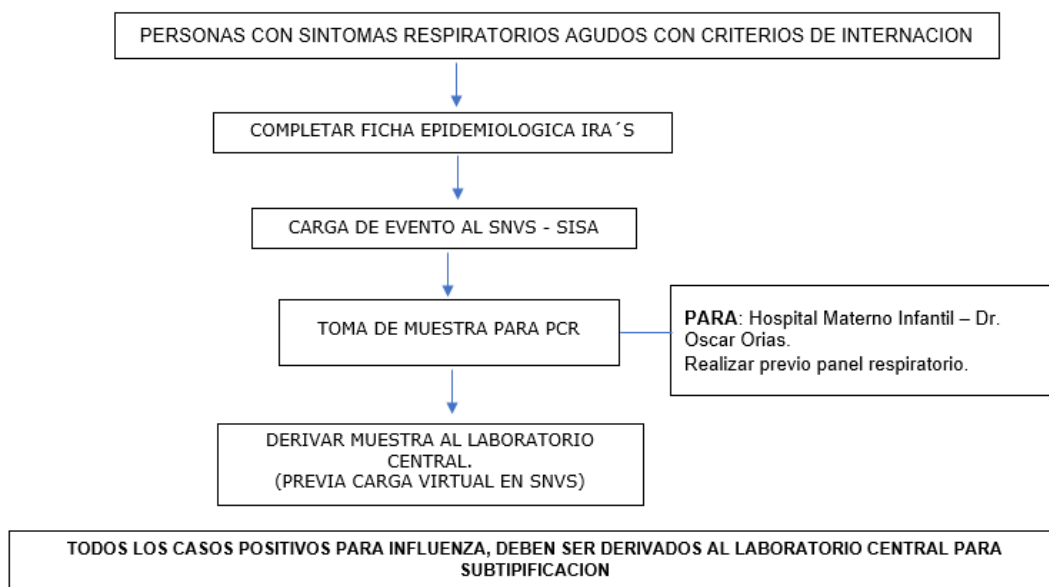 PERSONAS CON SINTOMAS RESPIRATORIOS AGUDOS CON CRITERIOS DE INTERNACION
COMPLETAR FICHA EPIDEMIOLOGICA IRA´S
CARGA DE EVENTO AL SNVS - SISA
TOMA DE MUESTRA PARA PCR
PARA: Hospital Materno Infantil – Dr.
Oscar Orias.
Realizar previo panel respiratorio.
DERIVAR MUESTRA AL LABORATORIO
CENTRAL.
(PREVIA CARGA VIRTUAL EN SNVS)
TODOS LOS CASOS POSITIVOS PARA INFLUENZA, DEBEN SER DERIVADOS AL LABORATORIO CENTRAL PARA
SUBTIPIFICACION